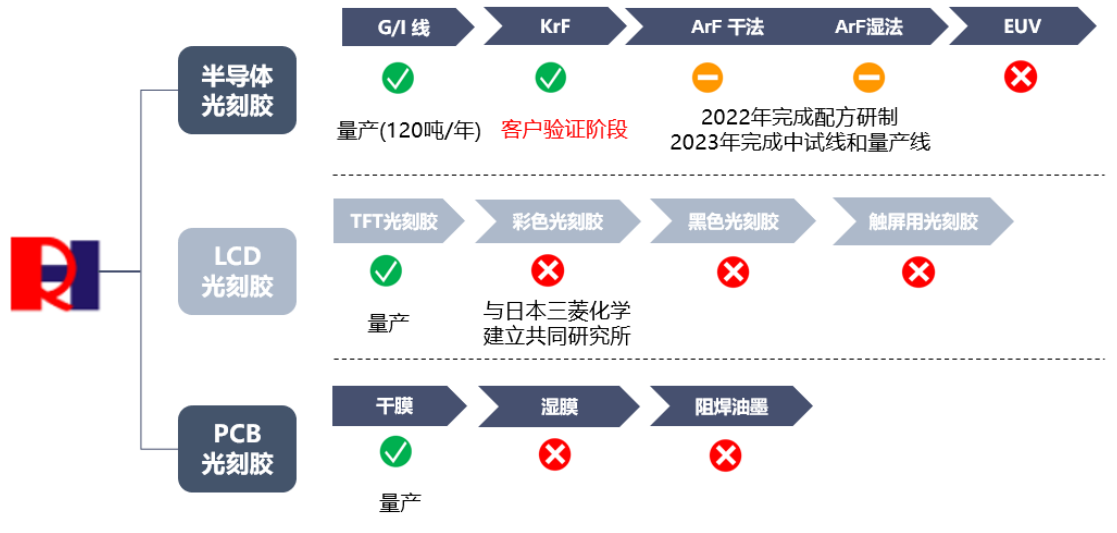 半导体
光刻胶
G/I 线
KrF
ArF 干法
ArF湿法
EUV
量产(120吨/年)
客户验证阶段
2022年完成配方研制
2023年完成中试线和量产线
LCD
光刻胶
TFT光刻胶
彩色光刻胶
黑色光刻胶
触屏用光刻胶
量产
与日本三菱化学
建立共同研究所
PCB
光刻胶
干膜
湿膜
阻焊油墨
量产